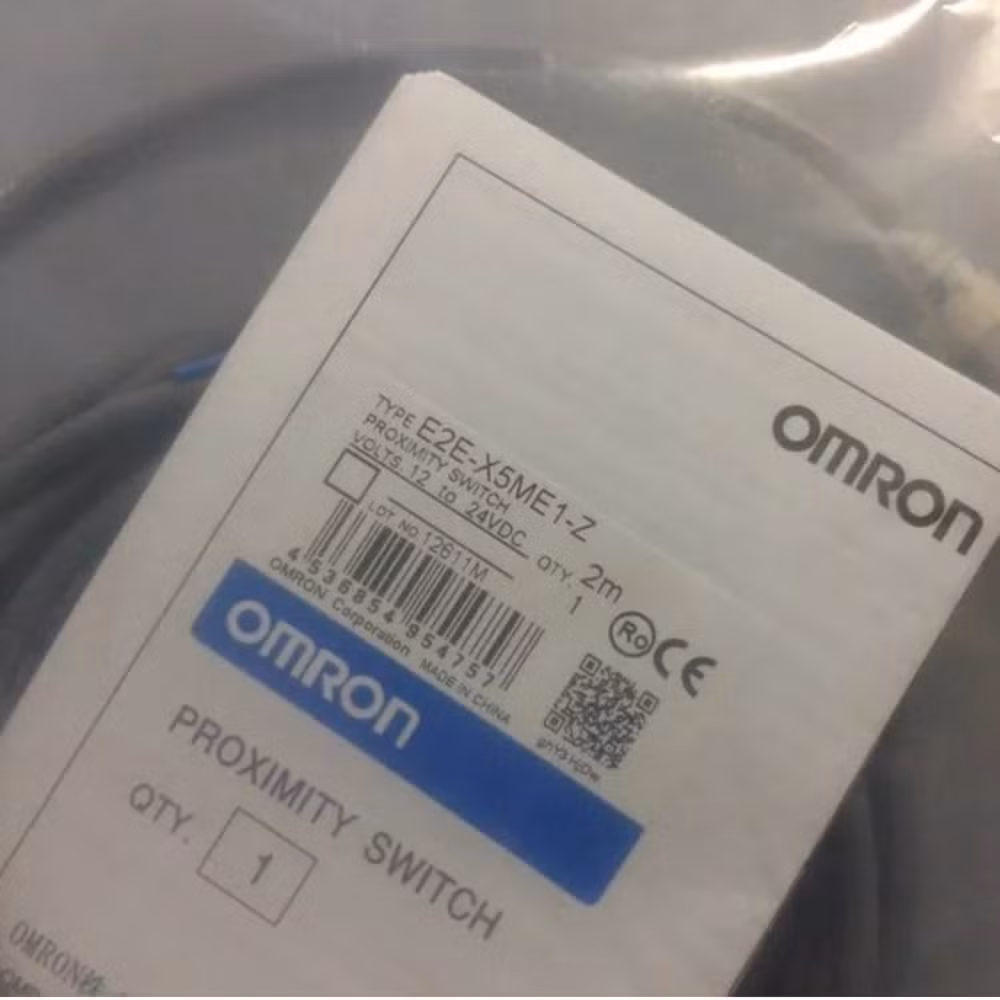 OMRON
TYPE E2E-X5ME1-Z 2m
PROXIMITY SWITCH
VOLTS. 12 to 24VDC QTY. 1
LOT NO. 12611M
4 536854 954757
OMRON Corporation MADE IN CHINA
OMRON
PROXIMITY SWITCH
QTY. 1
OMRON